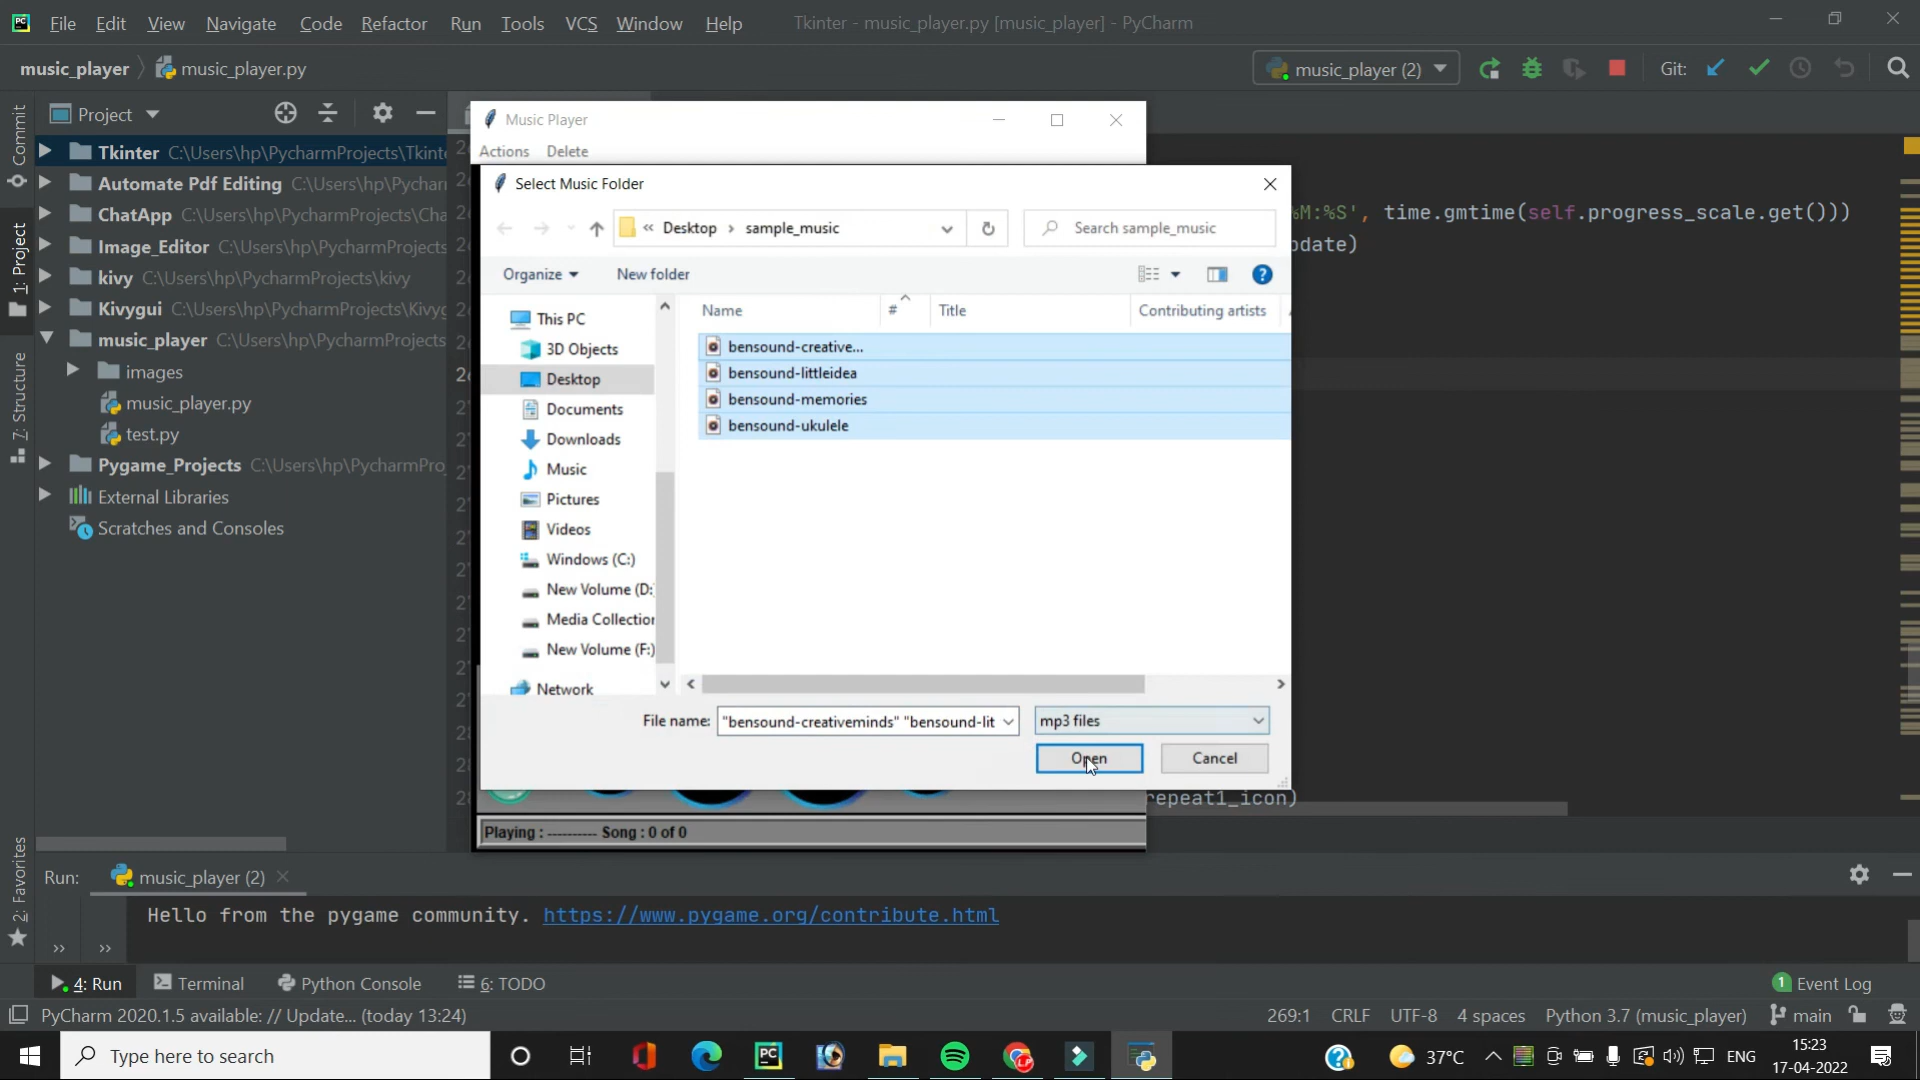 File Edit View Navigate Code Refactor Run Tools VCS Window Help Tkinter - music_player.py [music_player] - PyCharm
music_player music_player.py music_player (2) Git:
Project
Music Player
Actions Delete
Tkinter C:\Users\hp\PycharmProjects\Tkinte
Automate Pdf Editing C:\Users\hp\Pychar
ChatApp C:\Users\hp\PycharmProjects\Cha
Image_Editor C:\Users\hp\PycharmProjects
kivy C:\Users\hp\PycharmProjects\kivy
Kivygui C:\Users\hp\PycharmProjects\Kivyg
music_player C:\Users\hp\PycharmProjects
images
music_player.py
test.py
Pygame_Projects C:\Users\hp\PycharmPro
External Libraries
Scratches and Consoles
Commit
1: Project
7: Structure
2: Favorites
Select Music Folder
« Desktop › sample_music Search sample_music
Organize New folder
Name # Title Contributing artists
This PC
3D Objects
Desktop
Documents
Downloads
Music
Pictures
Videos
Windows (C:)
New Volume (D:
Media Collection
New Volume (F:)
Network
bensound-creative...
bensound-littleidea
bensound-memories
bensound-ukulele
File name: "bensound-creativeminds" "bensound-lit mp3 files
Open Cancel
%M:%S', time.gmtime(self.progress_scale.get()))
pdate)
repeat1_icon)
Playing : ---------- Song : 0 of 0
Run: music_player (2)
Hello from the pygame community. https://www.pygame.org/contribute.html
4: Run Terminal Python Console 6: TODO 1 Event Log
PyCharm 2020.1.5 available: // Update... (today 13:24) 269:1 CRLF UTF-8 4 spaces Python 3.7 (music_player) main
Type here to search 37°C ENG 15:23
17-04-2022